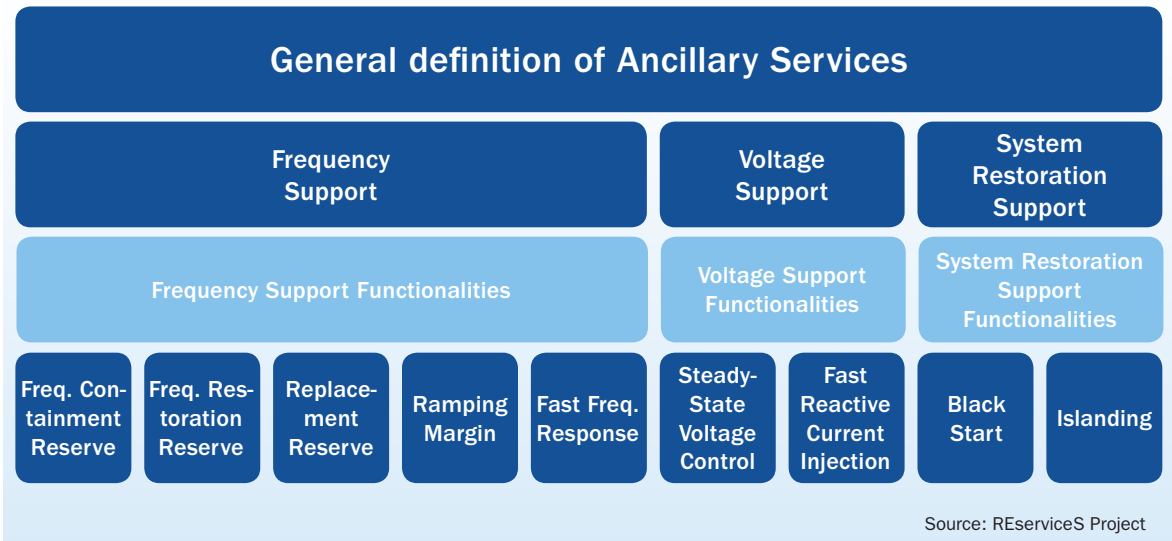 General definition of Ancillary Services
Frequency
Support
Voltage
Support
System
Restoration
Support
Frequency Support Functionalities
Voltage Support
Functionalities
System Restoration
Support
Functionalities
Freq. Con-
tainment
Reserve
Freq. Res-
toration
Reserve
Replace-
ment
Reserve
Ramping
Margin
Fast Freq.
Response
Steady-
State
Voltage
Control
Fast
Reactive
Current
Injection
Black
Start
Islanding
Source: REserviceS Project